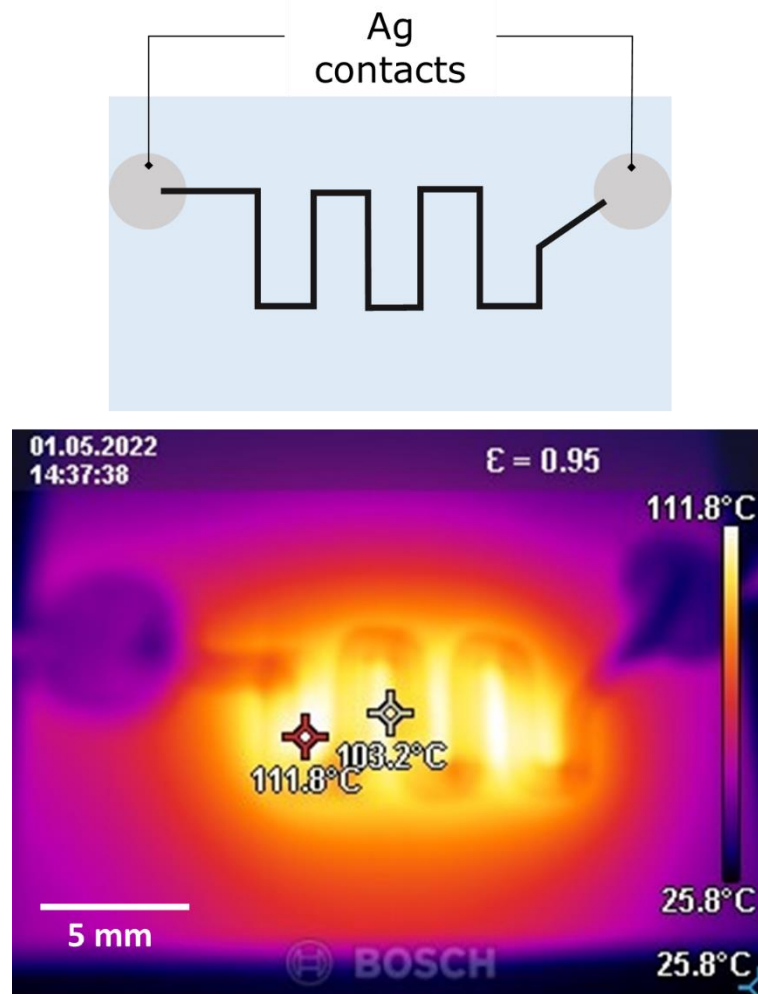 Ag
contacts
01.05.2022
14:37:38
ε = 0.95
111.8°C
103.2°C
111.8°C
25.8°C
5 mm
BOSCH
25.8°C